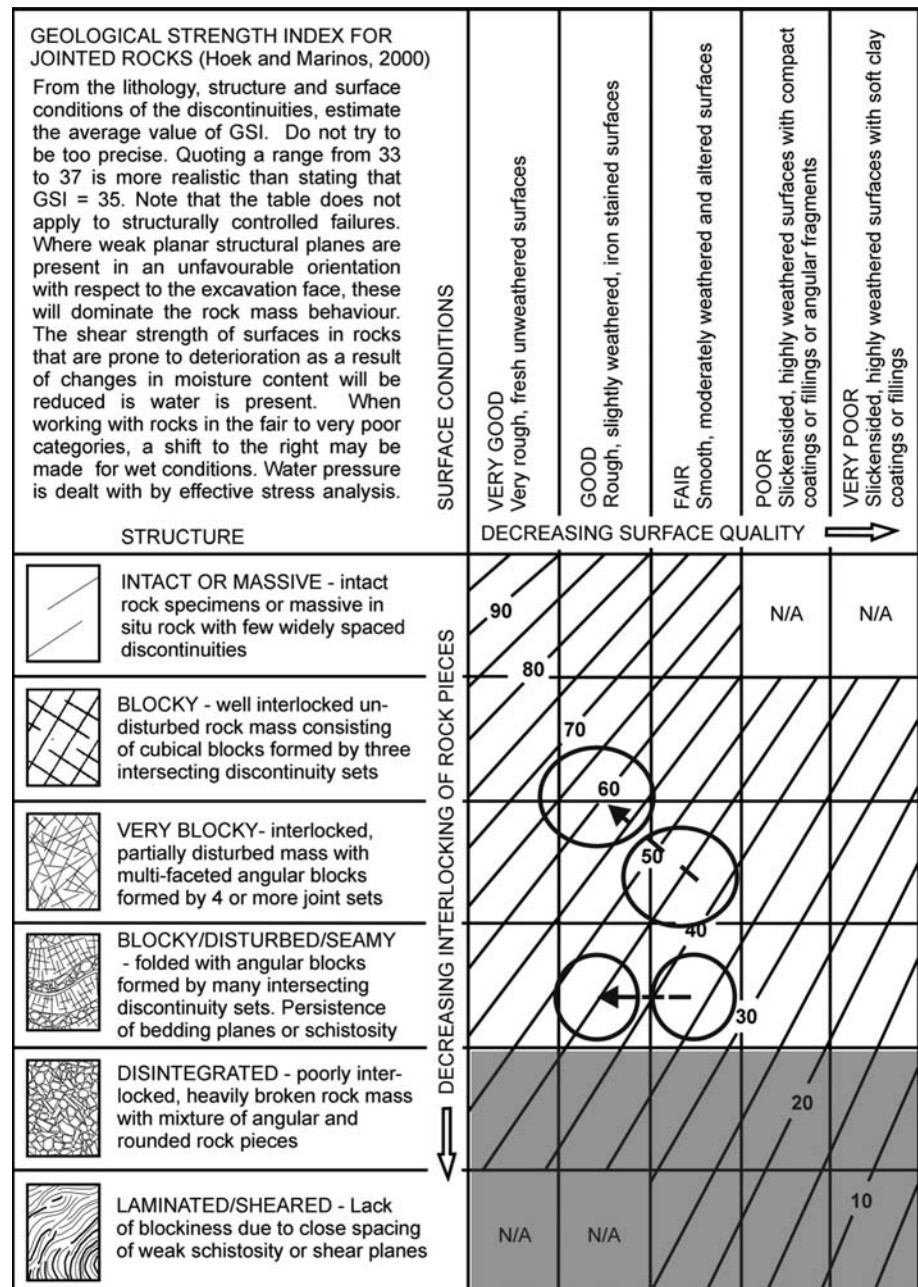 GEOLOGICAL STRENGTH INDEX FOR
JOINTED ROCKS (Hoek and Marinos, 2000)
From the lithology, structure and surface
conditions of the discontinuities, estimate
the average value of GSI. Do not try to
be too precise. Quoting a range from 33
to 37 is more realistic than stating that
GSI = 35. Note that the table does not
apply to structurally controlled failures.
Where weak planar structural planes are
present in an unfavourable orientation
with respect to the excavation face, these
will dominate the rock mass behaviour.
The shear strength of surfaces in rocks
that are prone to deterioration as a result
of changes in moisture content will be
reduced is water is present. When
working with rocks in the fair to very poor
categories, a shift to the right may be
made for wet conditions. Water pressure
is dealt with by effective stress analysis.
STRUCTURE
SURFACE CONDITIONS
VERY GOOD
Very rough, fresh unweathered surfaces
GOOD
Rough, slightly weathered, iron stained surfaces
FAIR
Smooth, moderately weathered and altered surfaces
POOR
Slickensided, highly weathered surfaces with compact
coatings or fillings or angular fragments
VERY POOR
Slickensided, highly weathered surfaces with soft clay
coatings or fillings
DECREASING SURFACE QUALITY
DECREASING INTERLOCKING OF ROCK PIECES
INTACT OR MASSIVE - intact
rock specimens or massive in
situ rock with few widely spaced
discontinuities
90
80
N/A
N/A
BLOCKY - well interlocked un-
disturbed rock mass consisting
of cubical blocks formed by three
intersecting discontinuity sets
70
60
VERY BLOCKY- interlocked,
partially disturbed mass with
multi-faceted angular blocks
formed by 4 or more joint sets
50
40
BLOCKY/DISTURBED/SEAMY
- folded with angular blocks
formed by many intersecting
discontinuity sets. Persistence
of bedding planes or schistosity
30
DISINTEGRATED - poorly inter-
locked, heavily broken rock mass
with mixture of angular and
rounded rock pieces
20
LAMINATED/SHEARED - Lack
of blockiness due to close spacing
of weak schistosity or shear planes
N/A
N/A
10